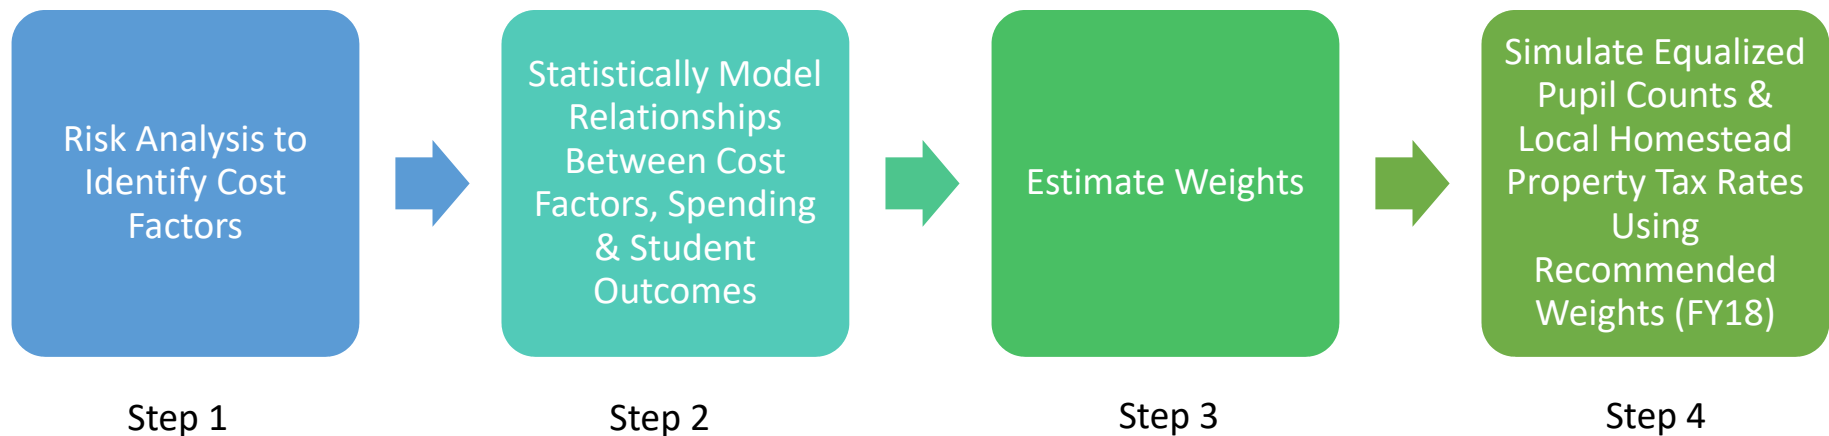 Risk Analysis to
Identify Cost
Factors
Statistically Model
Relationships
Between Cost
Factors, Spending
& Student
Outcomes
Estimate Weights
Simulate Equalized
Pupil Counts &
Local Homestead
Property Tax Rates
Using
Recommended
Weights (FY18)
Step 1
Step 2
Step 3
Step 4